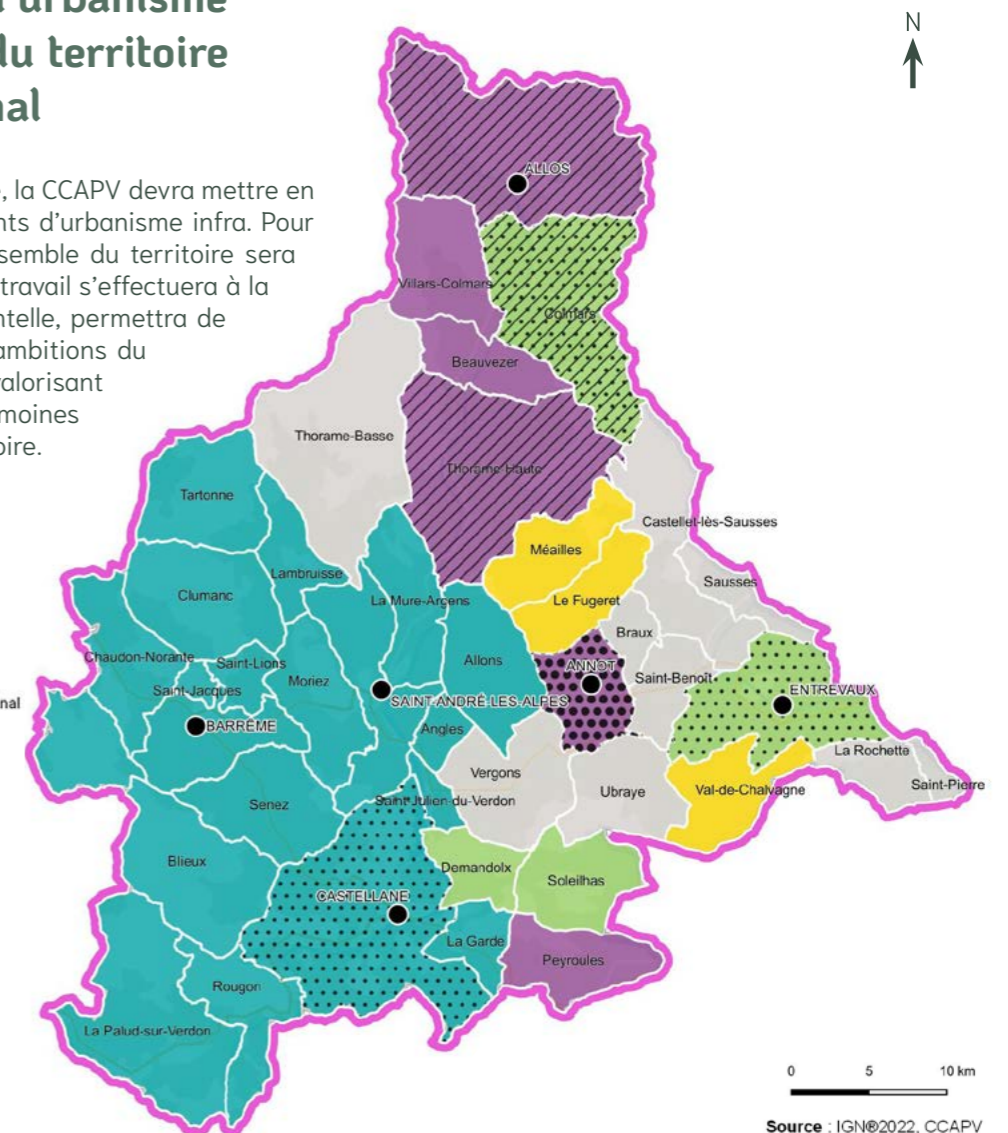 d'urbanisme
du territoire
nal
, la CCAPV devra mettre en
nts d'urbanisme infra. Pour
semble du territoire sera
travail s'effectuera à la
ntelle, permettra de
ambitions du
valorisant
moines
oire.
N
ALLOS
Villars-Colmars
Colmars
Beauvezer
Thorame-Basse
Thorame-Haute
Tartonne
Castellet-lès-Sausses
Méailles
Sausses
Lambruisse
Clumanc
La Mure-Argens
Le Fugeret
Braux
Chaudon-Norante
Saint-Lions
Allons
ANNOT
Saint-Benoît
Moriez
Saint-Jacques
ENTREVAUX
nal
SAINT-ANDRÉ-LES-ALPES
BARRÊME
Angles
La Rochette
Vergons
Saint-Pierre
Ubraye
Val-de-Chalvagne
Senez
Saint-Julien-du-Verdon
Blieux
Demandolx
Soleilhas
CASTELLANE
La Garde
Peyroules
Rougon
La Palud-sur-Verdon
0 5 10 km
Source : IGN®2022, CCAPV